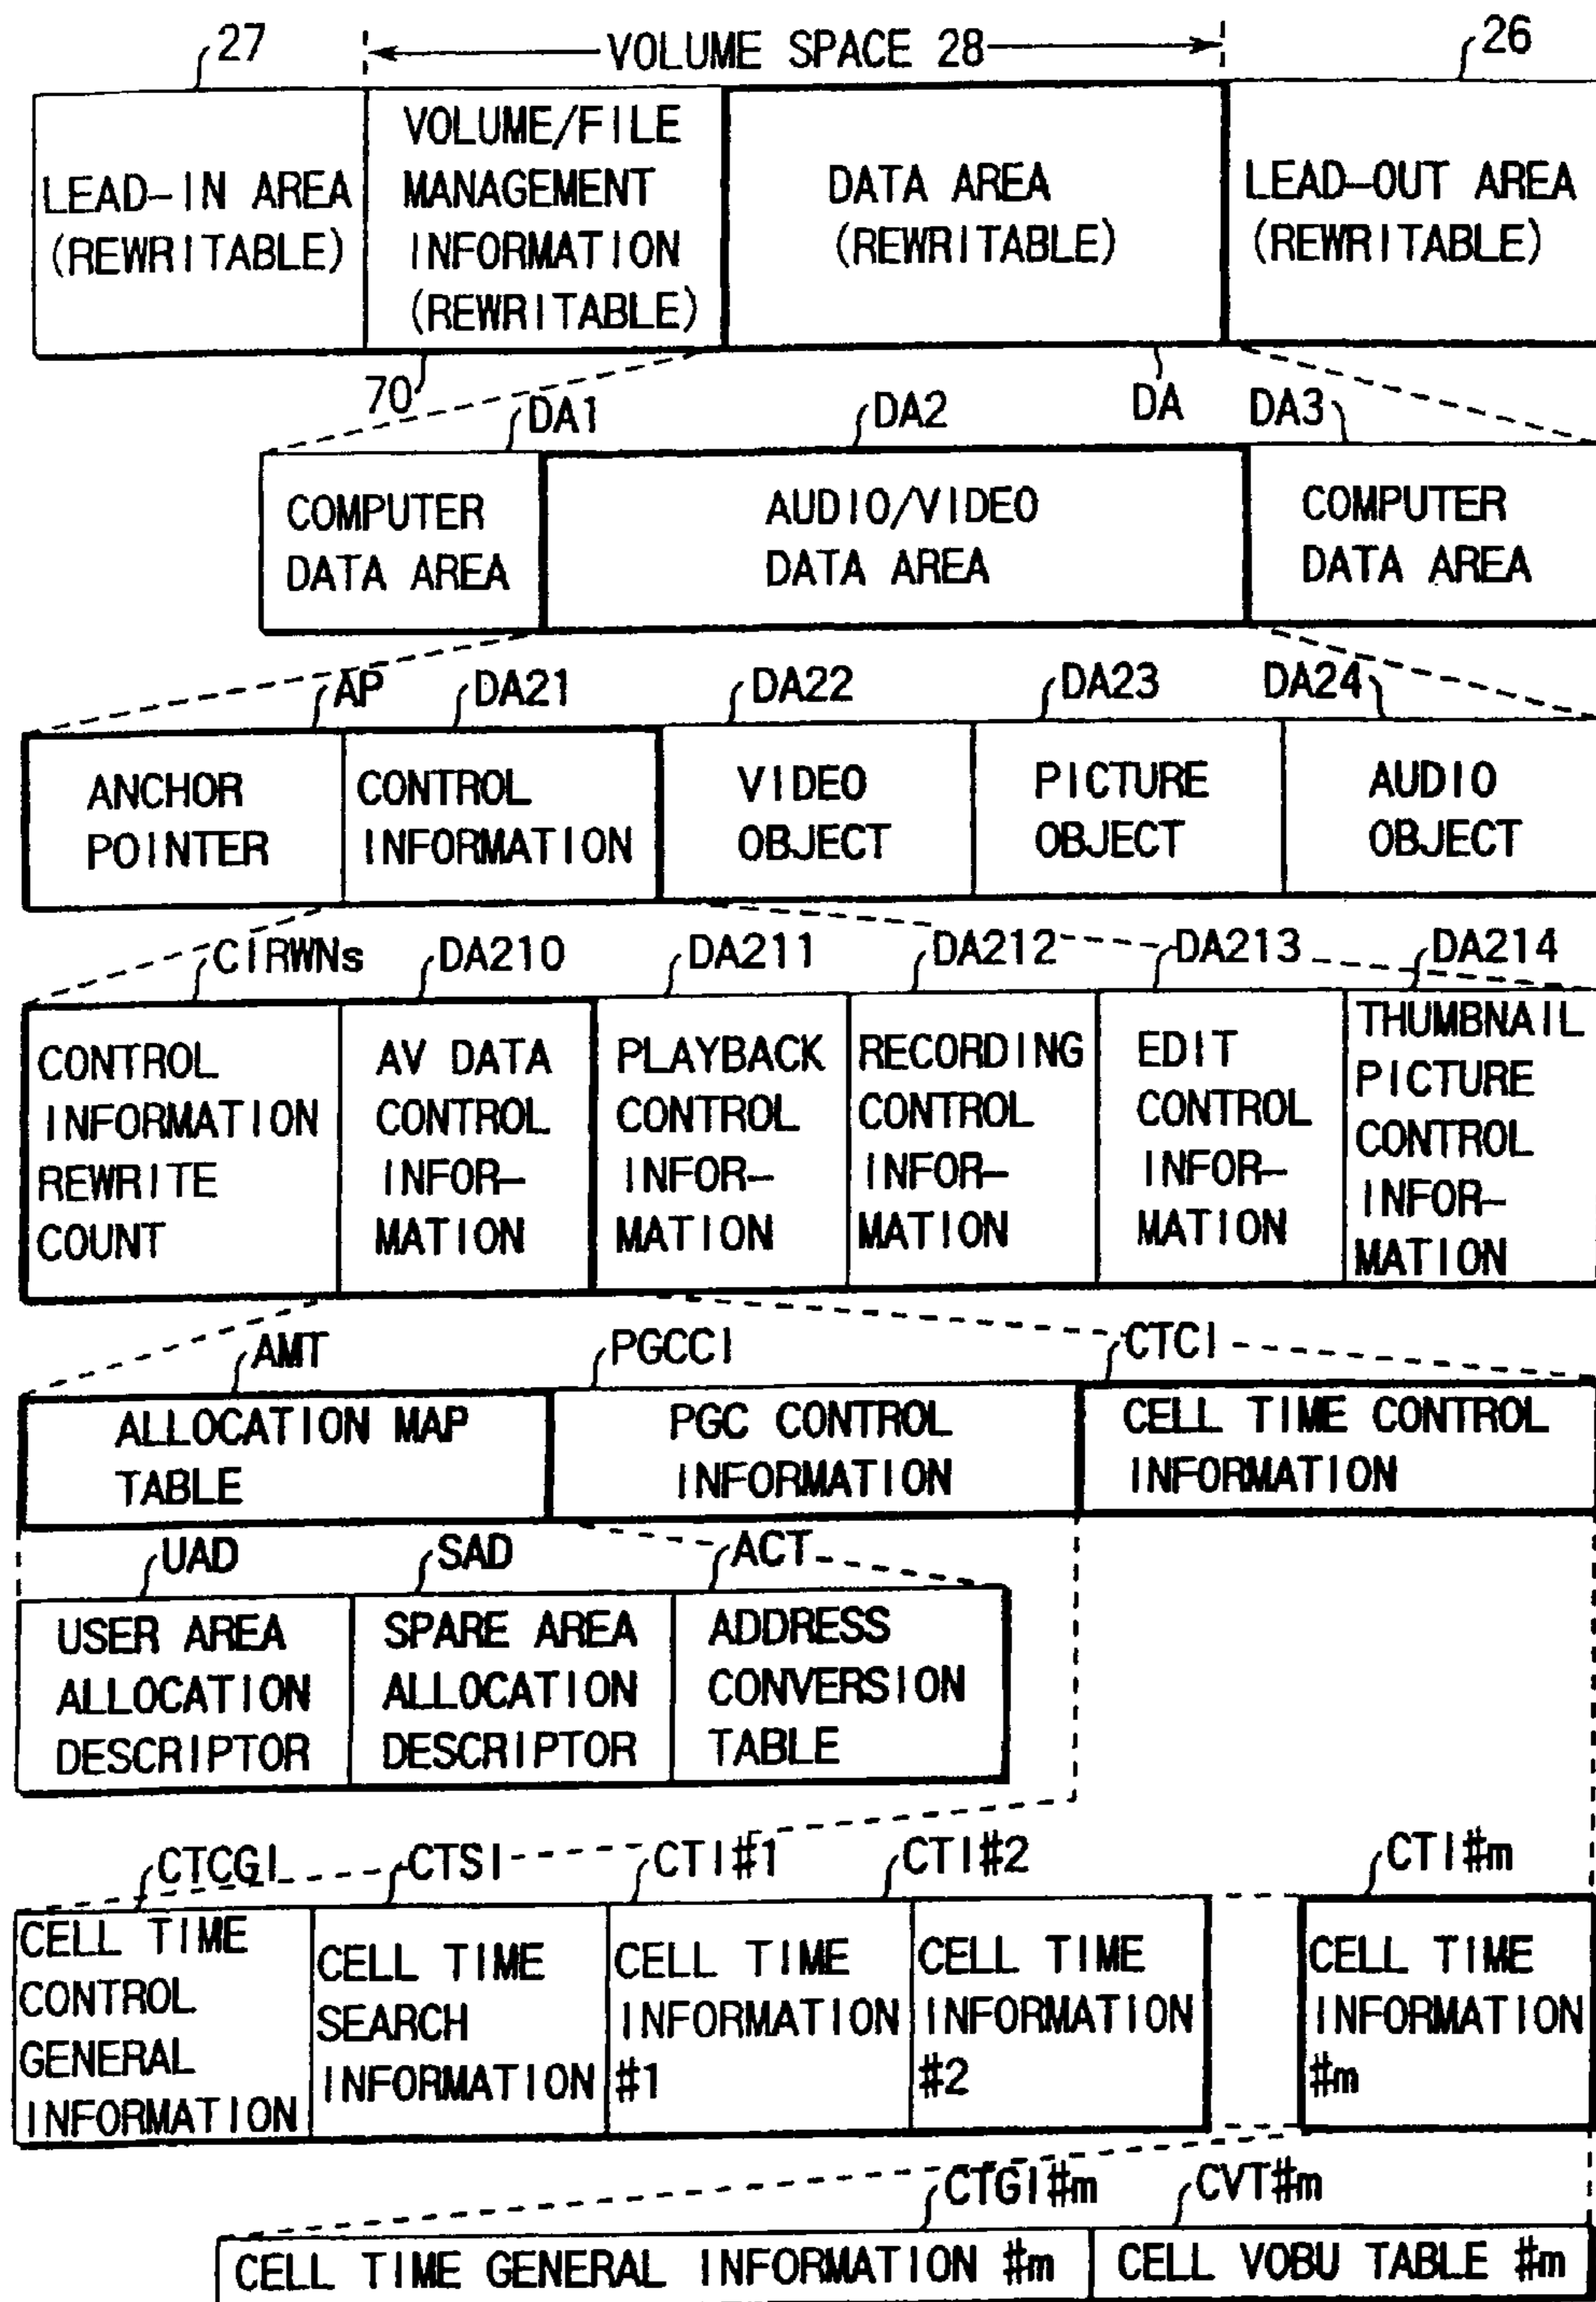 27
VOLUME SPACE 28
26
LEAD-IN AREA
(REWRITABLE)
VOLUME/FILE
MANAGEMENT
INFORMATION
(REWRITABLE)
DATA AREA
(REWRITABLE)
LEAD-OUT AREA
(REWRITABLE)
70
DA1
DA2
DA
DA3
COMPUTER
DATA AREA
AUDIO/VIDEO
DATA AREA
COMPUTER
DATA AREA
AP
DA21
DA22
DA23
DA24
ANCHOR
POINTER
CONTROL
INFORMATION
VIDEO
OBJECT
PICTURE
OBJECT
AUDIO
OBJECT
CIRWNs
DA210
DA211
DA212
DA213
DA214
CONTROL
INFORMATION
REWRITE
COUNT
AV DATA
CONTROL
INFOR-
MATION
PLAYBACK
CONTROL
INFOR-
MATION
RECORDING
CONTROL
INFOR-
MATION
EDIT
CONTROL
INFOR-
MATION
THUMBNAIL
PICTURE
CONTROL
INFOR-
MATION
AMT
PGCCI
CTCI
ALLOCATION MAP
TABLE
PGC CONTROL
INFORMATION
CELL TIME CONTROL
INFORMATION
UAD
SAD
ACT
USER AREA
ALLOCATION
DESCRIPTOR
SPARE AREA
ALLOCATION
DESCRIPTOR
ADDRESS
CONVERSION
TABLE
CTCGI
CTSI
CTI#1
CTI#2
CTI#m
CELL TIME
CONTROL
GENERAL
INFORMATION
CELL TIME
SEARCH
INFORMATION
CELL TIME
INFORMATION
#1
CELL TIME
INFORMATION
#2
CELL TIME
INFORMATION
#m
CTGI#m
CVT#m
CELL TIME GENERAL INFORMATION #m
CELL VOBU TABLE #m